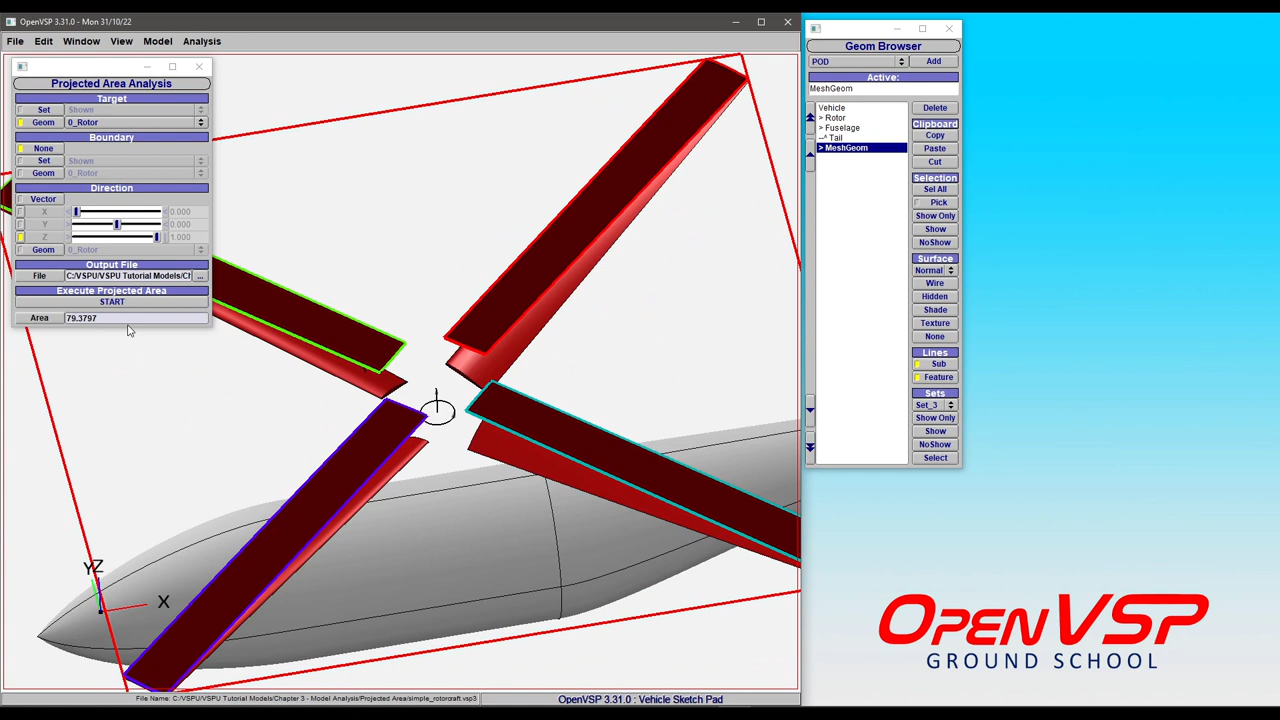 OpenVSP 3.31.0 - Mon 31/10/22
File Edit Window View Model Analysis
Projected Area Analysis
Target
Set Shown
Geom 0_Rotor
Boundary
None
Set Shown
Geom 0_Rotor
Direction
Vector
X < 0.000
Y > < 0.000
Z > 1.000
Geom 0_Rotor
Output File
File C:/VSPU/VSPU Tutorial Models/Cl ...
Execute Projected Area
START
Area 79.3797
YZ
X
File Name: C:/VSPU/VSPU Tutorial Models/Chapter 3 - Model Analysis/Projected Area/simple_rotorcraft.vsp3
OpenVSP 3.31.0 : Vehicle Sketch Pad
Geom Browser
POD Add
Active:
MeshGeom
Vehicle
> Rotor
> Fuselage
--^ Tail
> MeshGeom
Delete
Clipboard
Copy
Paste
Cut
Selection
Sel All
Pick
Show Only
Show
NoShow
Surface
Normal
Wire
Hidden
Shade
Texture
None
Lines
Sub
Feature
Sets
Set_3
Show Only
Show
NoShow
Select
OPENVSP
GROUND SCHOOL